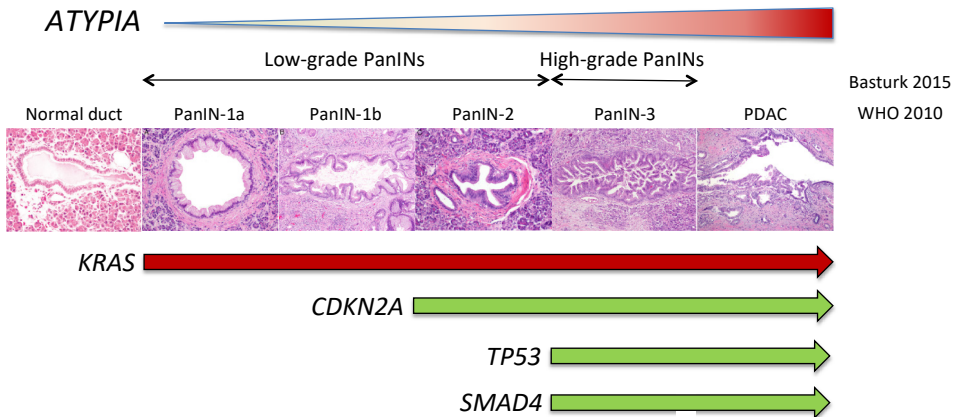 ATYPIA
Low-grade PanINs
High-grade PanINs
Basturk 2015
Normal duct
PanIN-1a
PanIN-1b
PanIN-2
PanIN-3
PDAC
WHO 2010
KRAS
CDKN2A
TP53
SMAD4